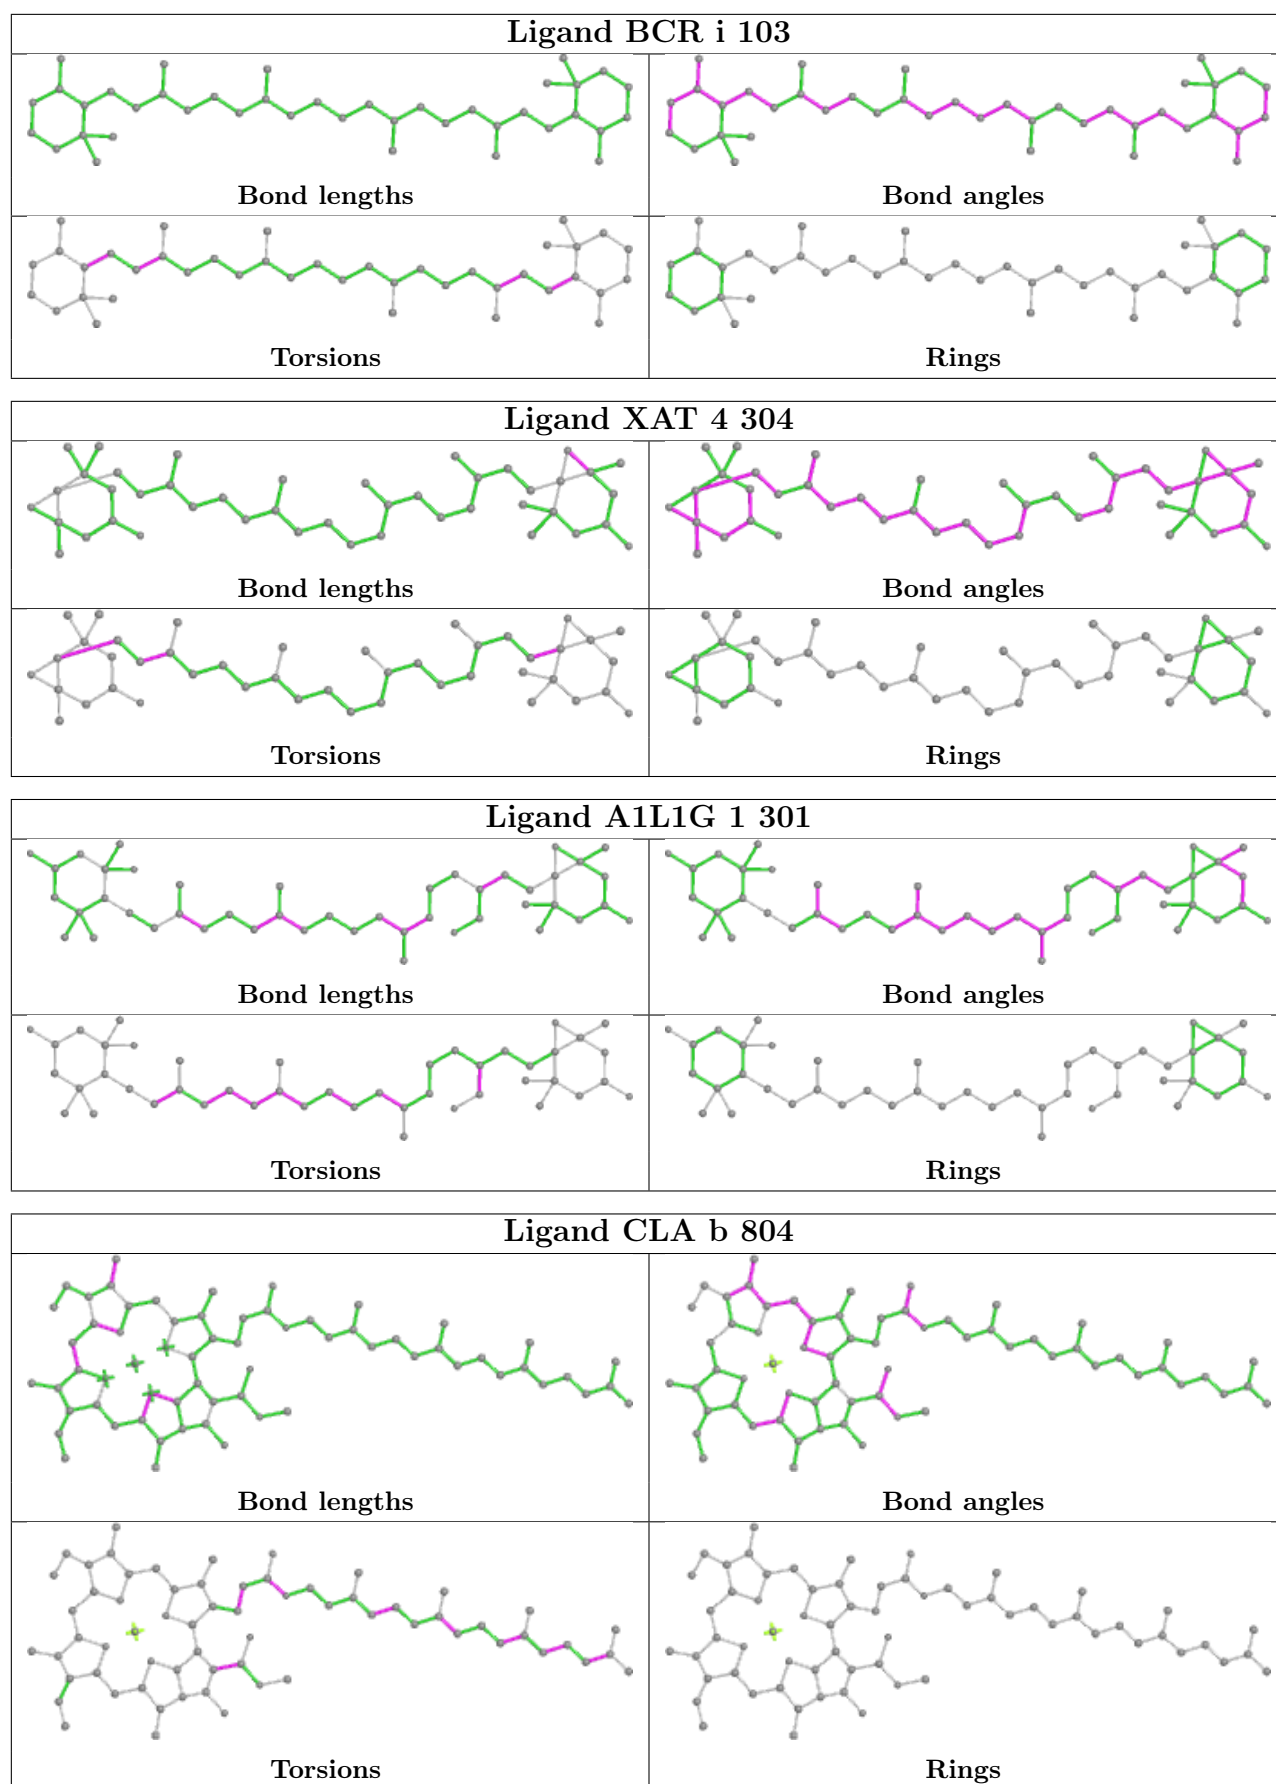 Ligand BCR i 103
Bond lengths
Bond angles
Torsions
Rings
Ligand XAT 4 304
Bond lengths
Bond angles
Torsions
Rings
Ligand A1L1G 1 301
Bond lengths
Bond angles
Torsions
Rings
Ligand CLA b 804
Bond lengths
Bond angles
Torsions
Rings